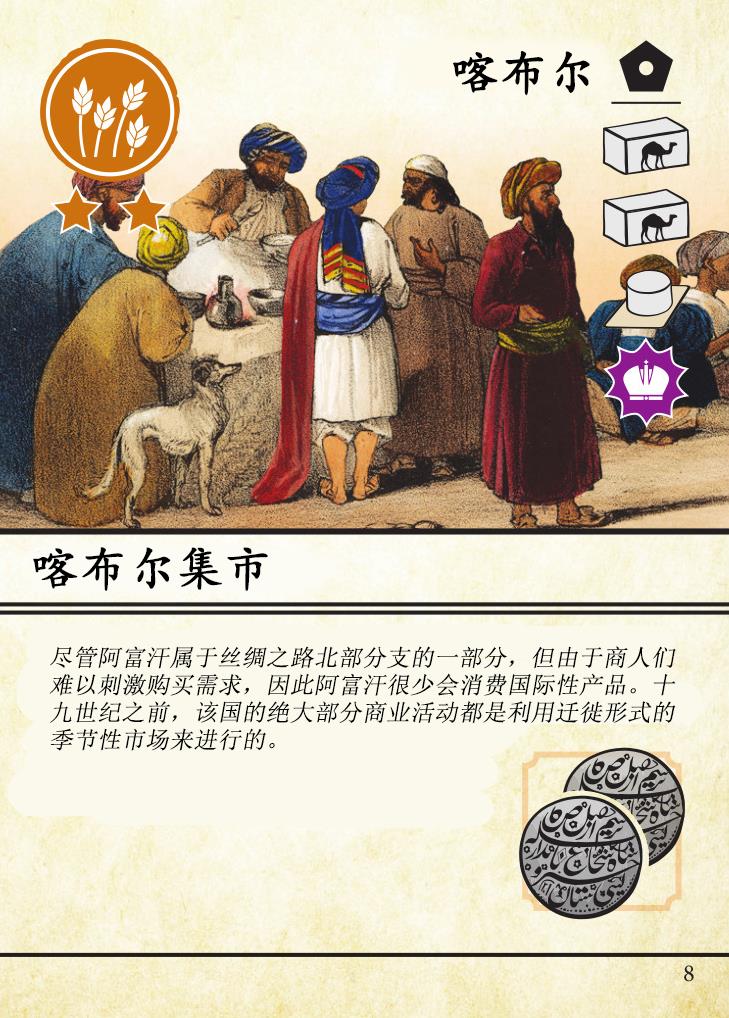 喀布尔
喀布尔集市
尽管阿富汗属于丝绸之路北部分支的一部分，但由于商人们
难以刺激购买需求，因此阿富汗很少会消费国际性产品。十
九世纪之前，该国的绝大部分商业活动都是利用迁徙形式的
季节性市场来进行的。
8